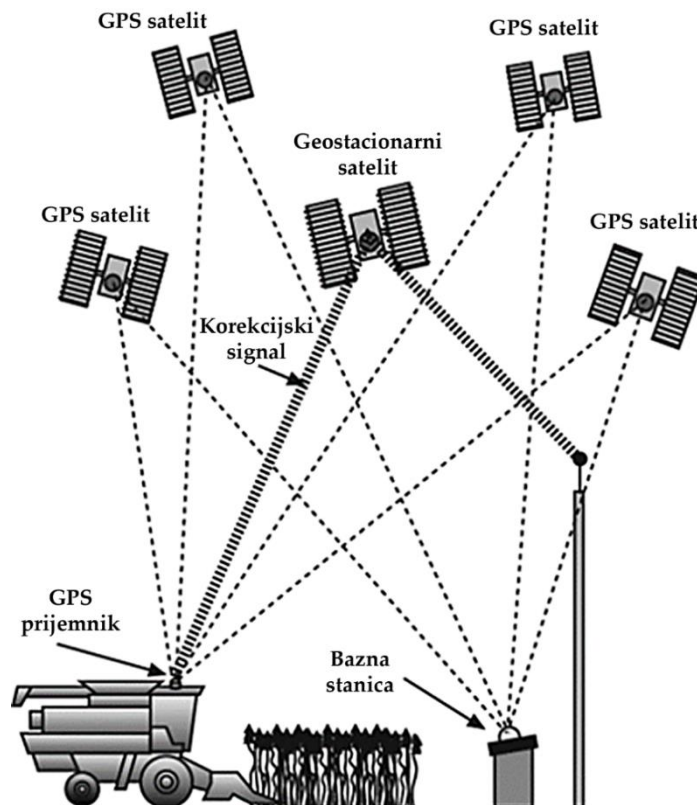 GPS satelit
GPS satelit
Geostacionarni
satelit
GPS satelit
GPS satelit
Korekcijski
signal
GPS
prijemnik
Bazna
stanica